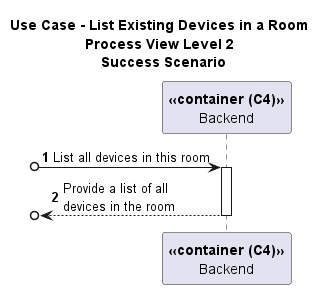 Use Case - List Existing Devices in a Room
Process View Level 2
Success Scenario
«container (C4)»
Backend
1 List all devices in this room
2 Provide a list of all
devices in the room
«container (C4)»
Backend